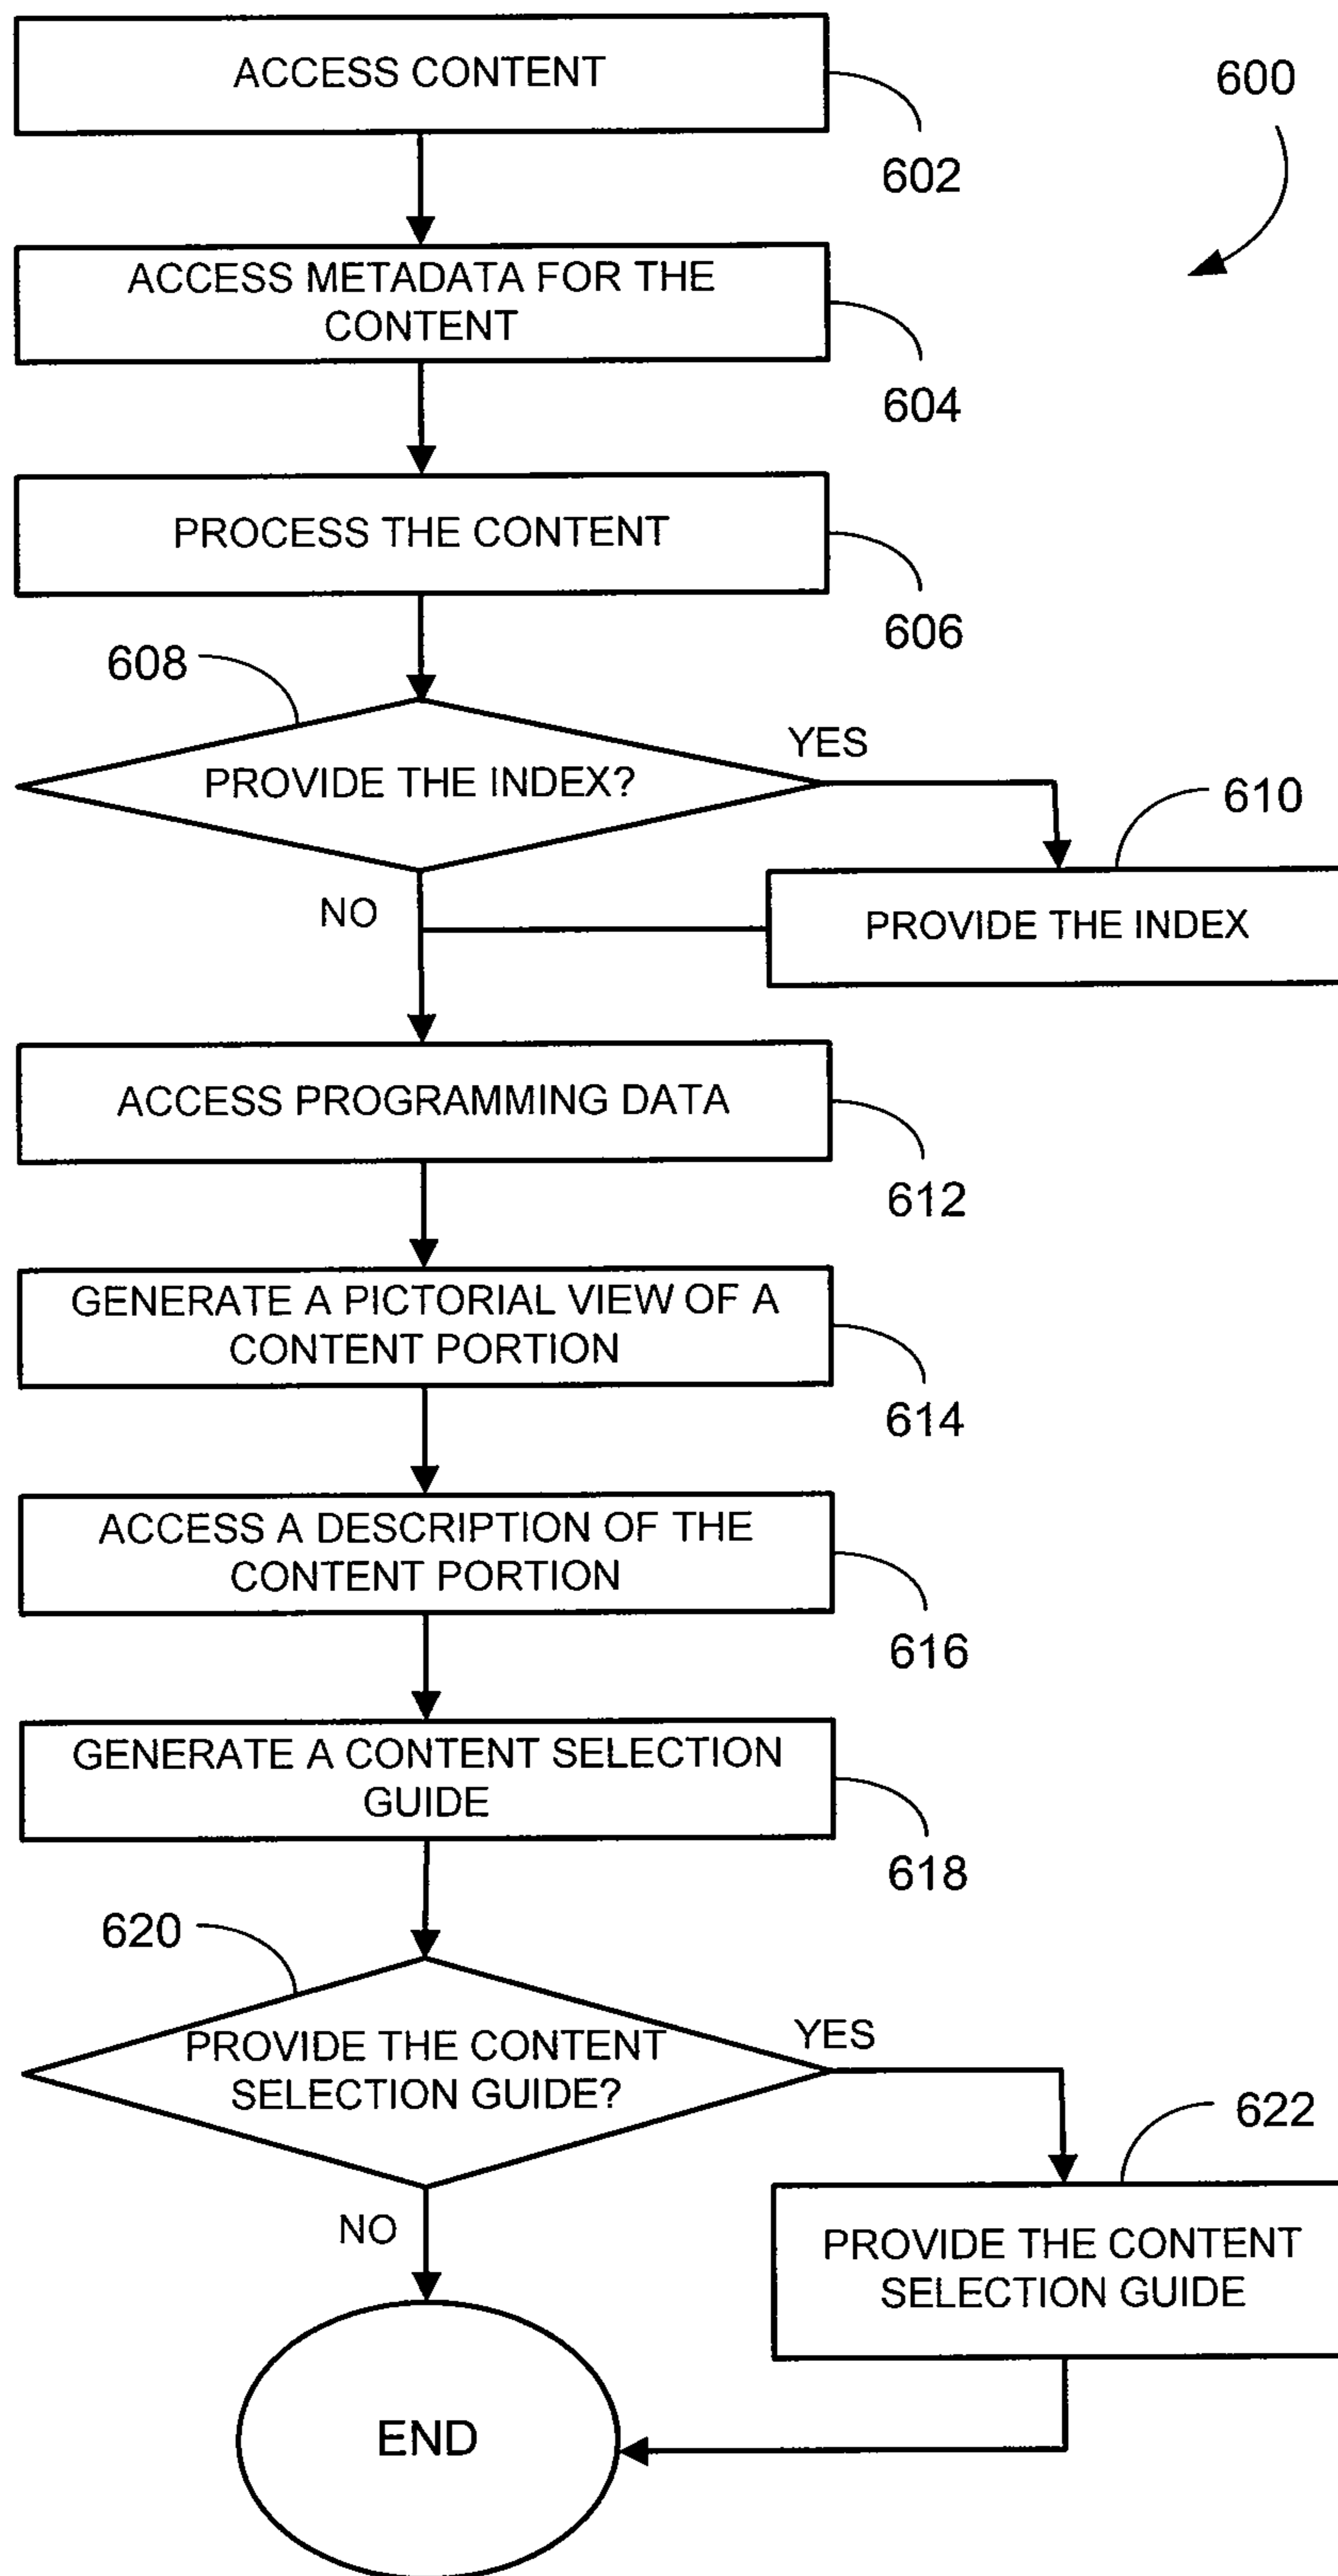 ACCESS CONTENT
600
602
ACCESS METADATA FOR THE
CONTENT
604
PROCESS THE CONTENT
606
608
PROVIDE THE INDEX?
YES
610
NO
PROVIDE THE INDEX
ACCESS PROGRAMMING DATA
612
GENERATE A PICTORIAL VIEW OF A
CONTENT PORTION
614
ACCESS A DESCRIPTION OF THE
CONTENT PORTION
616
GENERATE A CONTENT SELECTION
GUIDE
618
620
PROVIDE THE CONTENT
SELECTION GUIDE?
YES
622
NO
PROVIDE THE CONTENT
SELECTION GUIDE
END